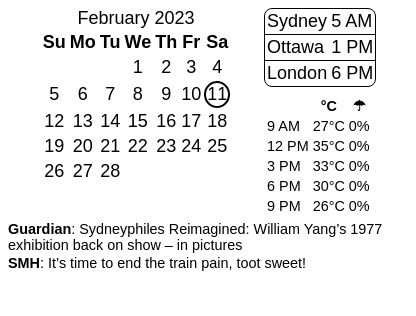 February 2023
Su Mo Tu We Th Fr Sa
1 2 3 4
5 6 7 8 9 10 11
12 13 14 15 16 17 18
19 20 21 22 23 24 25
26 27 28
Sydney 5 AM
Ottawa 1 PM
London 6 PM
°C ☂
9 AM 27°C 0%
12 PM 35°C 0%
3 PM 33°C 0%
6 PM 30°C 0%
9 PM 26°C 0%
Guardian: Sydneyphiles Reimagined: William Yang’s 1977
exhibition back on show – in pictures
SMH: It’s time to end the train pain, toot sweet!